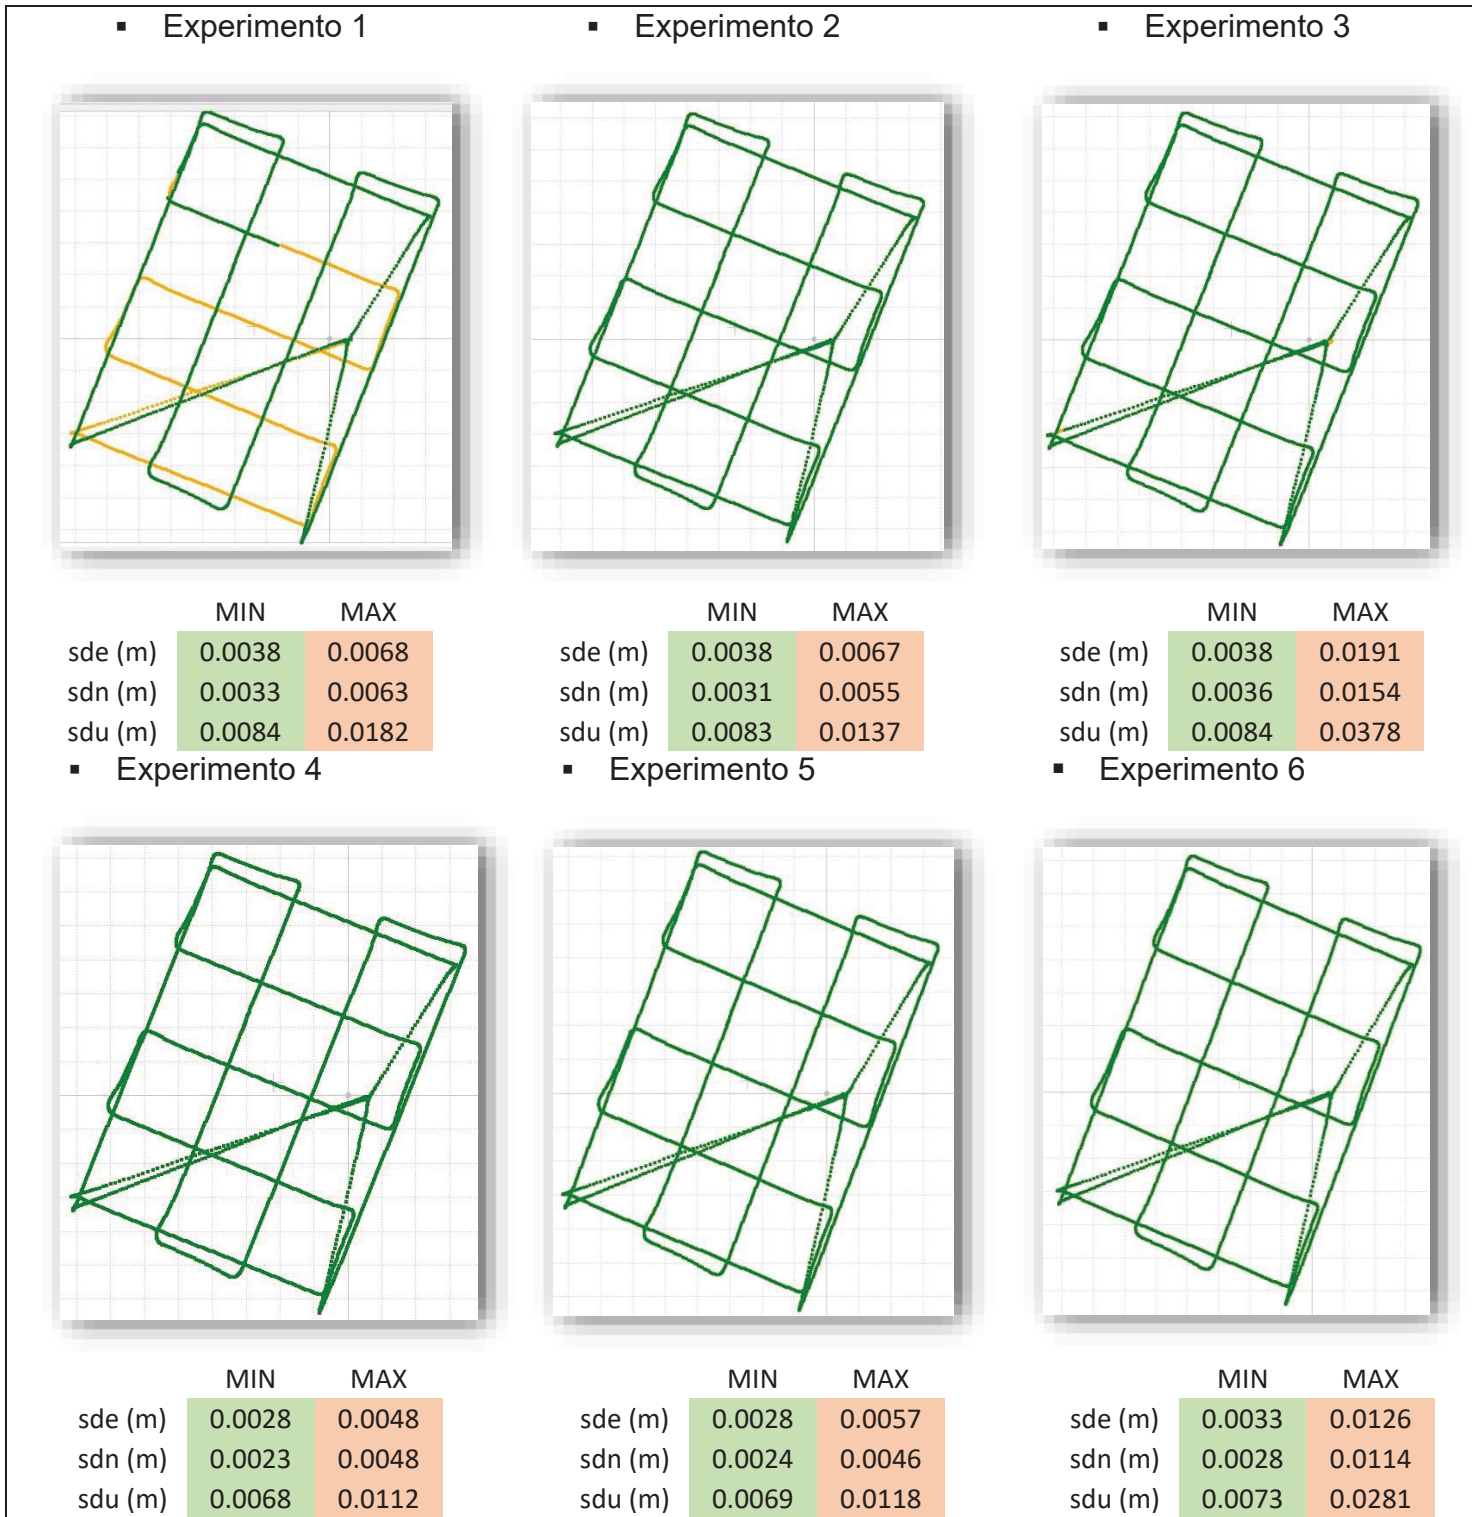 ▪ Experimento 1 ▪ Experimento 2 ▪ Experimento 3
MIN MAX MIN MAX MIN MAX
sde (m) 0.0038 0.0068 sde (m) 0.0038 0.0067 sde (m) 0.0038 0.0191
sdn (m) 0.0033 0.0063 sdn (m) 0.0031 0.0055 sdn (m) 0.0036 0.0154
sdu (m) 0.0084 0.0182 sdu (m) 0.0083 0.0137 sdu (m) 0.0084 0.0378
▪ Experimento 4 ▪ Experimento 5 ▪ Experimento 6
MIN MAX MIN MAX MIN MAX
sde (m) 0.0028 0.0048 sde (m) 0.0028 0.0057 sde (m) 0.0033 0.0126
sdn (m) 0.0023 0.0048 sdn (m) 0.0024 0.0046 sdn (m) 0.0028 0.0114
sdu (m) 0.0068 0.0112 sdu (m) 0.0069 0.0118 sdu (m) 0.0073 0.0281